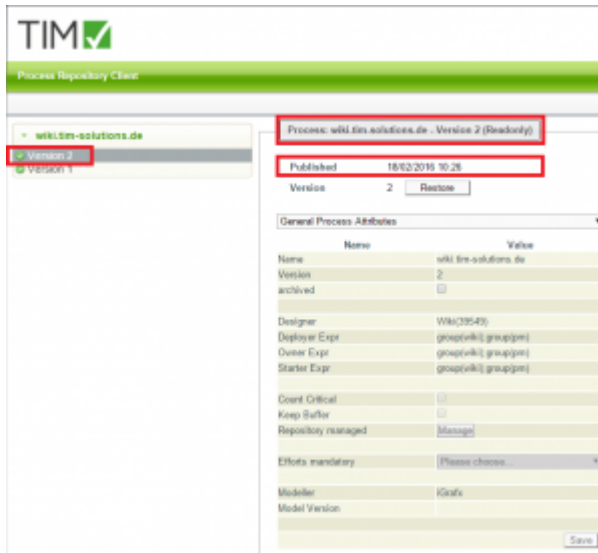 TIM
Process Repository Client
wiki.tim-solutions.de
Version 2
Version 1
Process: wiki.tim.solutions.de - Version 2 (Readonly)
Published 18/02/2016 10:26
Version 2 Restore
General Process Attributes
Name Value
Name wiki.tim-solutions.de
Version 2
archived
Designer Wiki(39549)
Deployer Expr group(wiki);group(pm)
Owner Expr group(wiki);group(pm)
Starter Expr group(wiki);group(pm)
Count Critical
Keep Buffer
Repository managed Manage
Efforts mandatory Please choose...
Modeller iGrafx
Model Version
Save